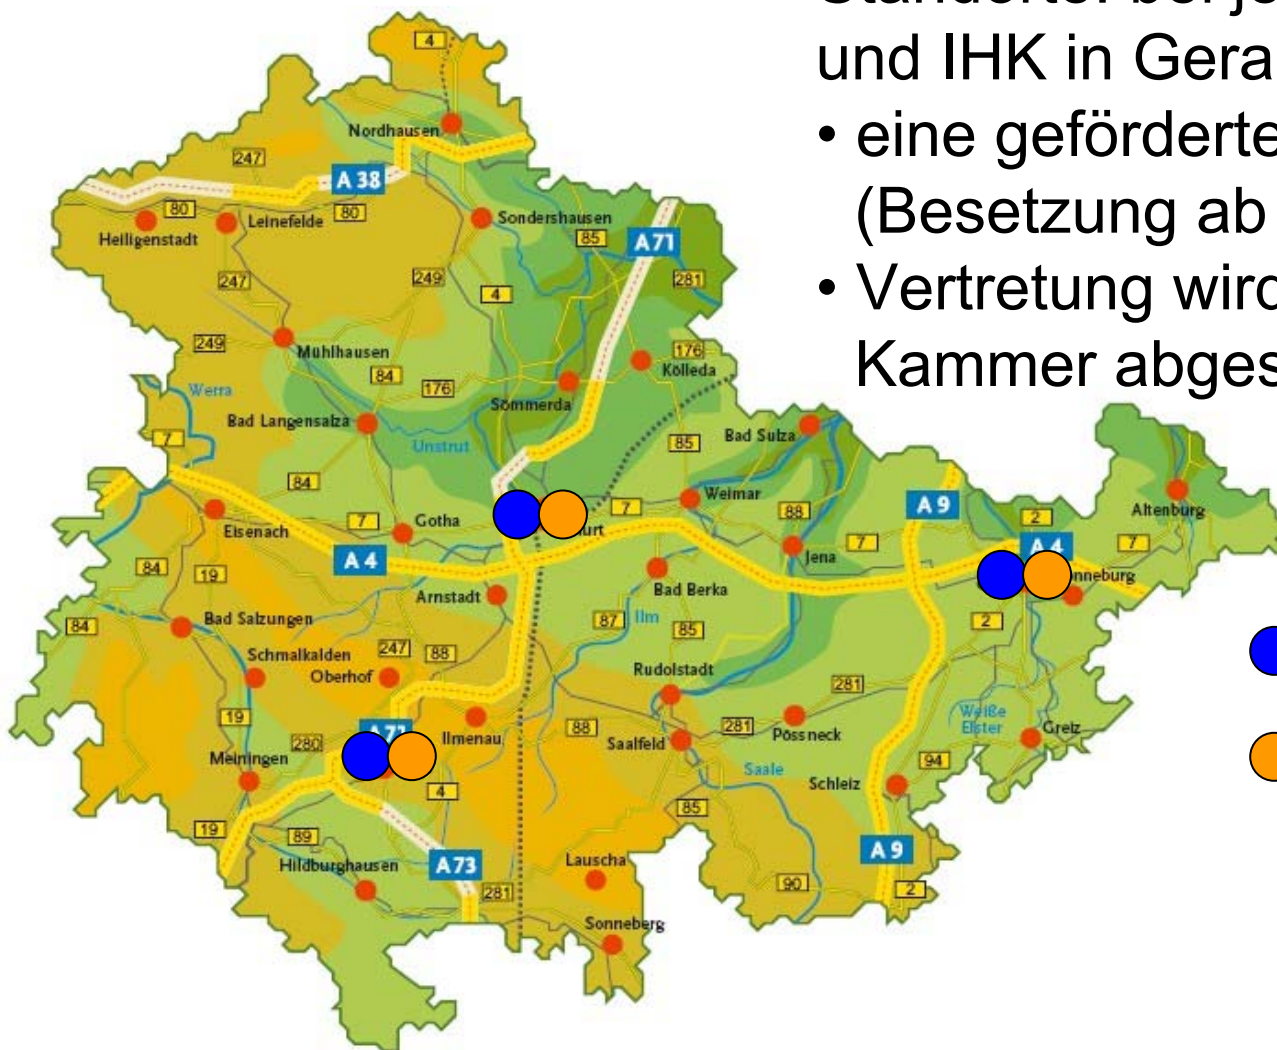 und IHK in Gera
• eine geförderte
(Besetzung ab
• Vertretung wird
Kammer abges
4
Nordhausen
247
A 38
80
80
Heiligenstadt
Leinefelde
Sondershausen
85
A71
247
249
4
281
249
Mühlhausen
176
Kölleda
84
176
Sömmerda
Werra
Bad Langensalza
Unstrut
7
85
Bad Sulza
84
Weimar
A 9
Altenburg
7
Gotha
7
88
2
Eisenach
urt
7
A 4
7
A 4
Jena
84
19
Arnstadt
Bad Berka
nneburg
84
Bad Salzungen
87
Ilm
85
2
Schmalkalden
247
88
Oberhof
Rudolstadt
281
19
A71
Ilmenau
88
281
Pössneck
Weiße
Elster
Greiz
280
Meiningen
Saalfeld
94
Saale
Schleiz
4
85
19
89
A 9
Hildburghausen
A73
Lauscha
281
90
2
Sonneberg